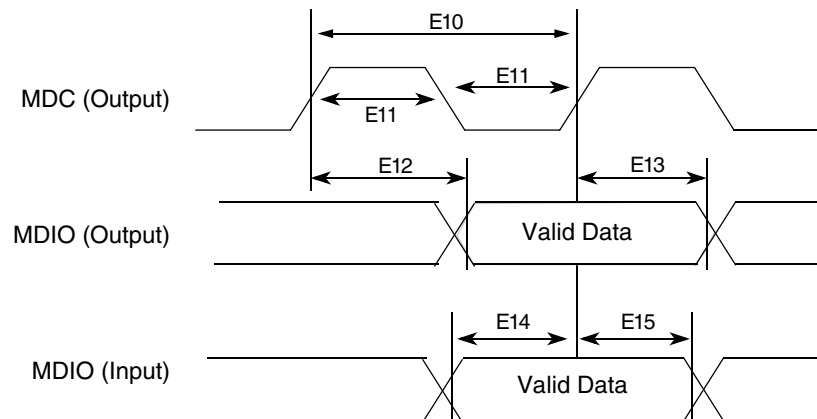 E10
MDC (Output)
E11
E11
E12
E13
MDIO (Output)
Valid Data
E14
E15
MDIO (Input)
Valid Data